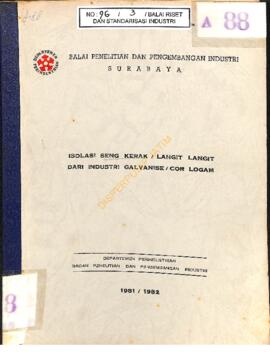 NO: 96 / 3 / BALAI RISET
DAN STANDARISASI INDUSTRI
A 88
BALAI PENELITIAN DAN PENGEMBANGAN INDUSTRI
SURABAYA
ISOLASI SENG KERAK / LANGIT LANGIT
DARI INDUSTRI GALVANISE / COR LOGAM
DEPARTEMEN PERINDUSTRIAN
BADAN PENELITIAN DAN PENGEMBANGAN INDUSTRI
1981 / 1982
88